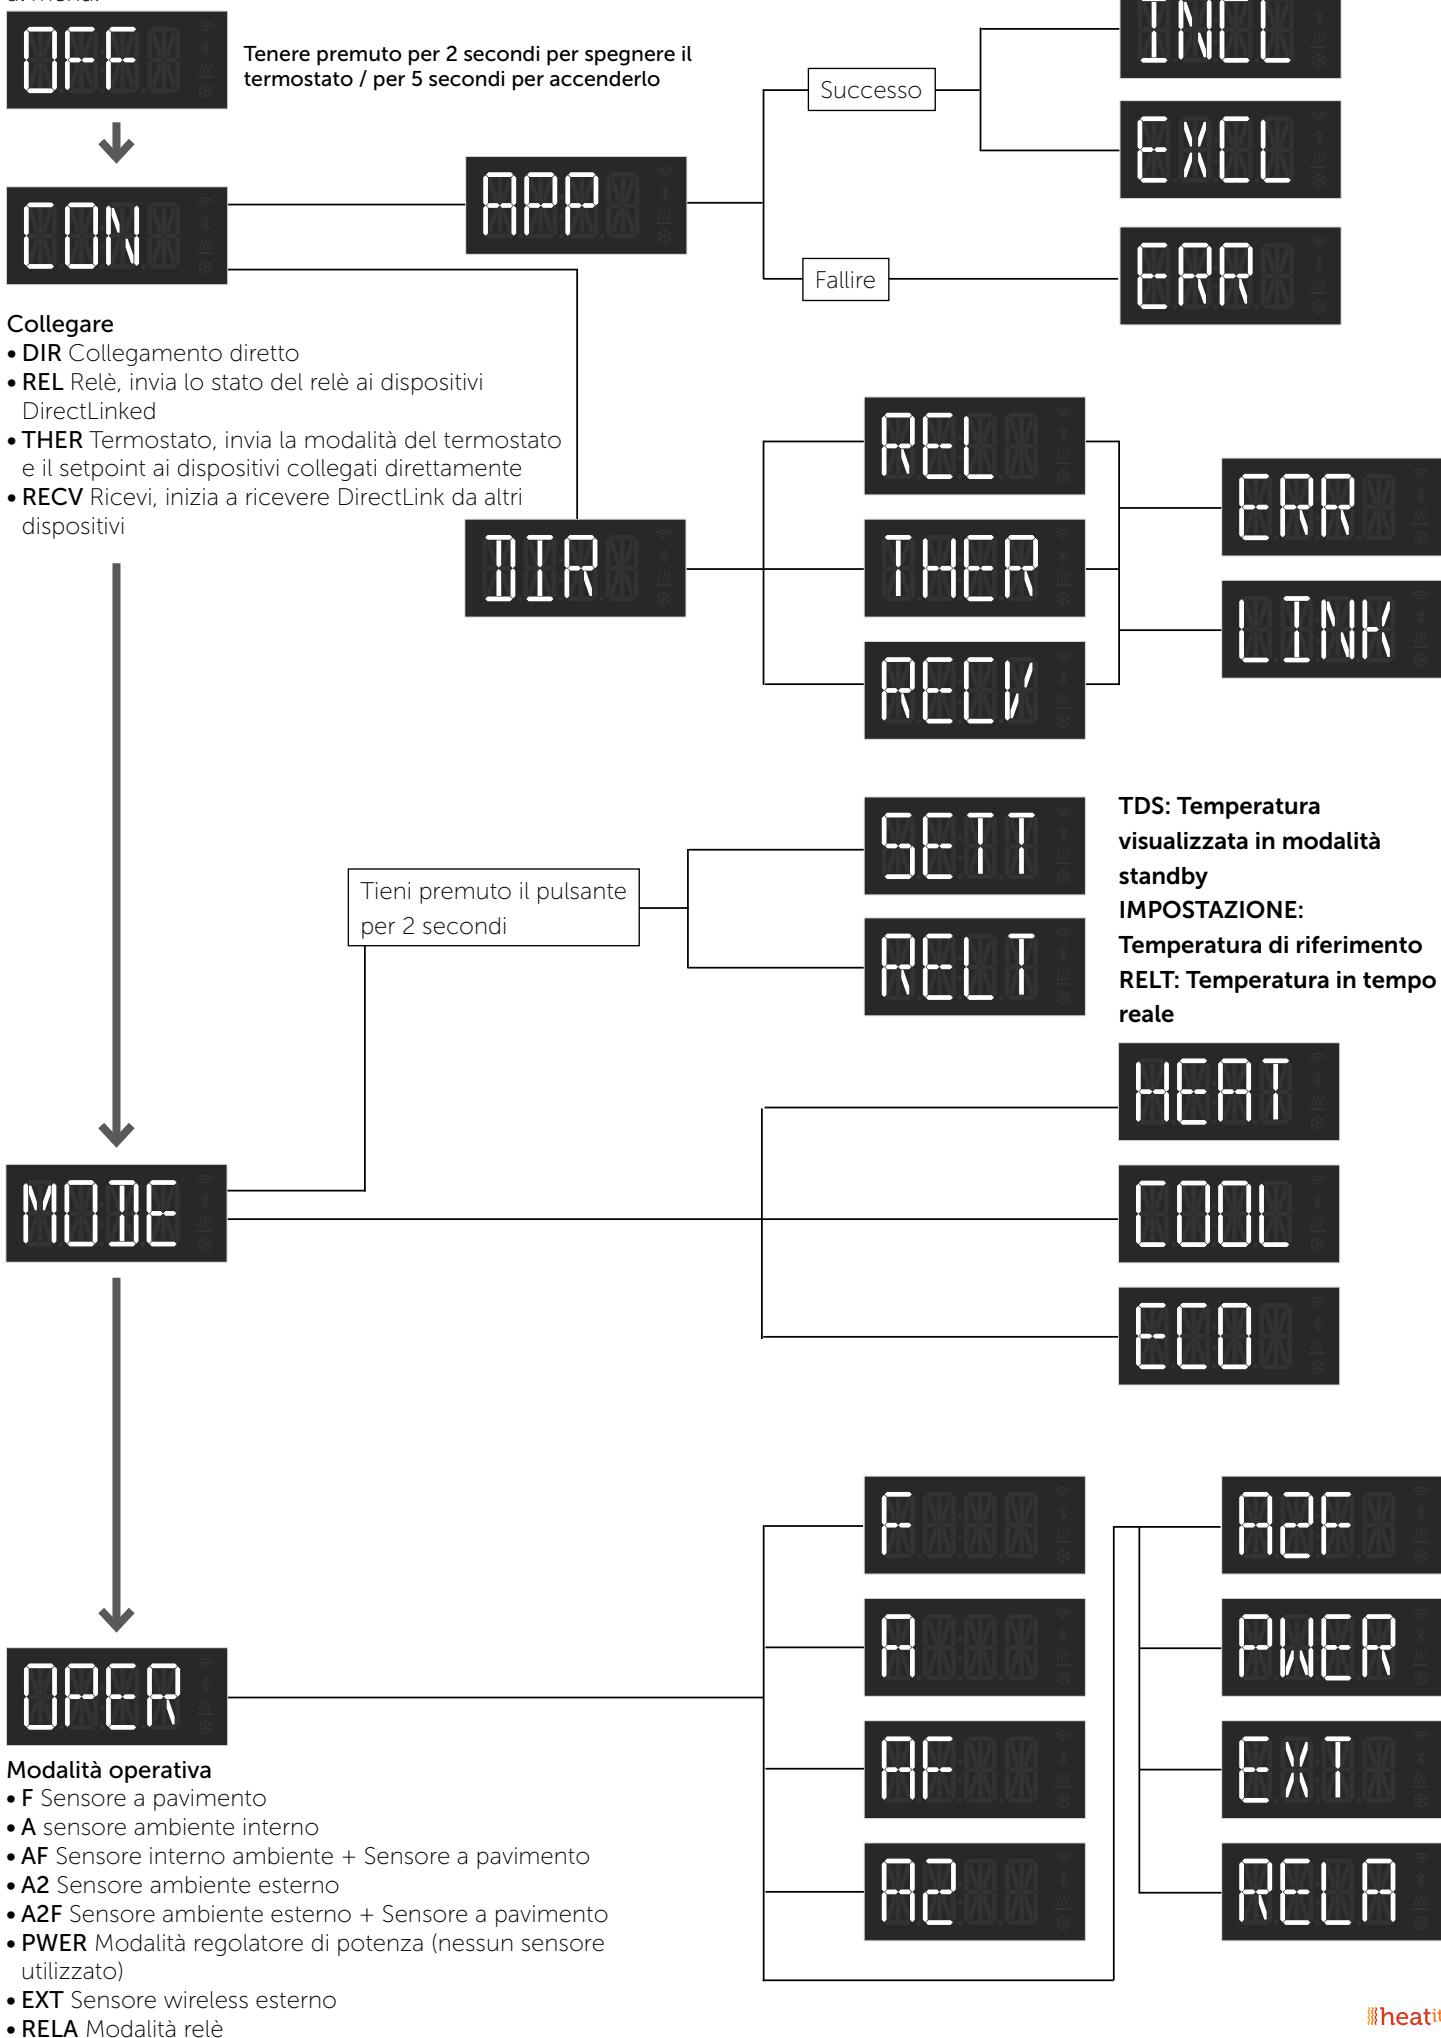 OFF
Tenere premuto per 2 secondi per spegnere il
termostato / per 5 secondi per accenderlo
CON
APP
Successo
INCL
EXCL
Fallire
ERR
Collegare
• DIR Collegamento diretto
• REL Relè, invia lo stato del relè ai dispositivi
DirectLinked
• THER Termostato, invia la modalità del termostato
e il setpoint ai dispositivi collegati direttamente
• RECV Ricevi, inizia a ricevere DirectLink da altri
dispositivi
DIR
REL
THER
RECV
ERR
LINK
Tieni premuto il pulsante
per 2 secondi
SETT
RELT
TDS: Temperatura
visualizzata in modalità
standby
IMPOSTAZIONE:
Temperatura di riferimento
RELT: Temperatura in tempo
reale
MODE
HEAT
COOL
ECO
OPER
F
A
AF
A2
A2F
PWER
EXT
RELA
Modalità operativa
• F Sensore a pavimento
• A sensore ambiente interno
• AF Sensore interno ambiente + Sensore a pavimento
• A2 Sensore ambiente esterno
• A2F Sensore ambiente esterno + Sensore a pavimento
• PWER Modalità regolatore di potenza (nessun sensore
utilizzato)
• EXT Sensore wireless esterno
• RELA Modalità relè
heatit